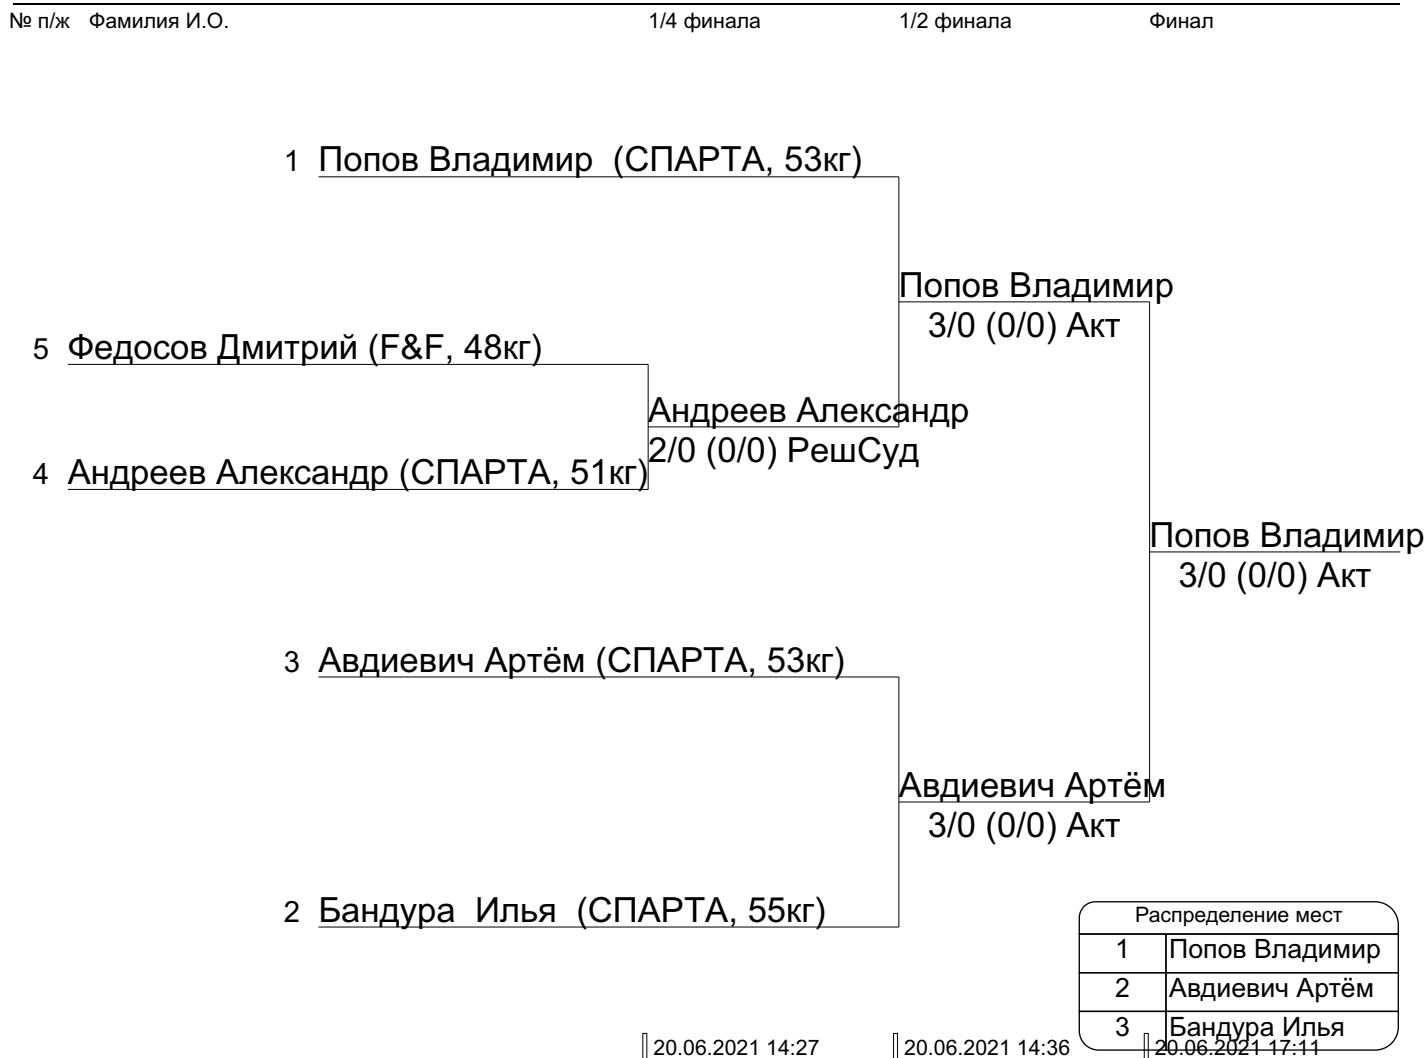 № п/ж Фамилия И.О. 1/4 финала 1/2 финала Финал
1 Попов Владимир (СПАРТА, 53кг)
Попов Владимир
3/0 (0/0) Акт
5 Федосов Дмитрий (F&F, 48кг)
Андреев Александр
2/0 (0/0) РешСуд
4 Андреев Александр (СПАРТА, 51кг)
Попов Владимир
3/0 (0/0) Акт
3 Авдиевич Артём (СПАРТА, 53кг)
Авдиевич Артём
3/0 (0/0) Акт
2 Бандура Илья (СПАРТА, 55кг)
Распределение мест
1 Попов Владимир
2 Авдиевич Артём
3 Бандура Илья
20.06.2021 14:27 20.06.2021 14:36 20.06.2021 17:11